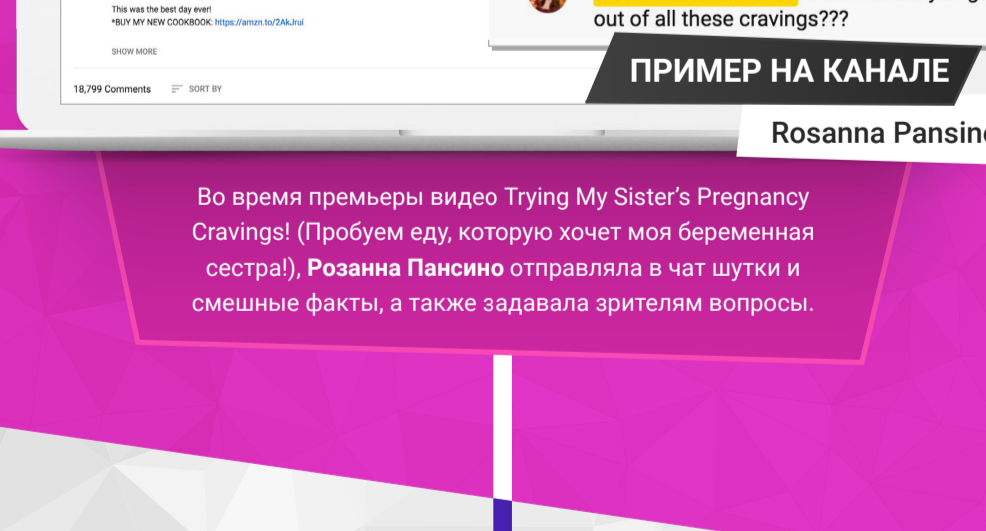 This was the best day ever!
*BUY MY NEW COOKBOOK: https://amzn.to/2AkJrui
SHOW MORE
18,799 Comments SORT BY
out of all these cravings???
ПРИМЕР НА КАНАЛЕ
Rosanna Pansino
Во время премьеры видео Trying My Sister’s Pregnancy
Cravings! (Пробуем еду, которую хочет моя беременная
сестра!), Розанна Пансино отправляла в чат шутки и
смешные факты, а также задавала зрителям вопросы.